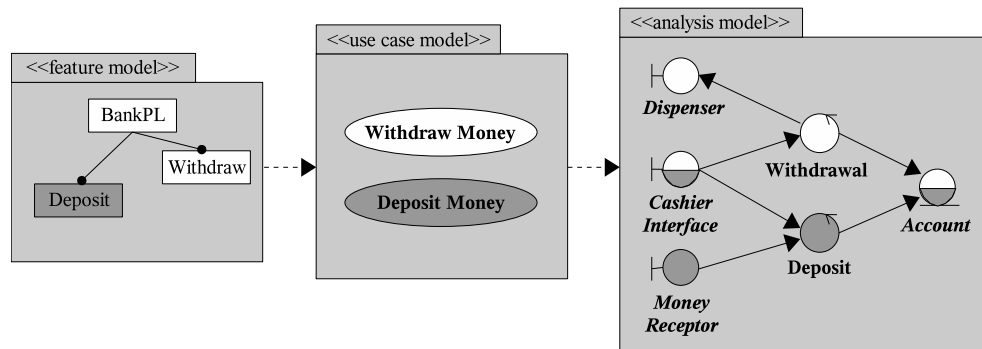 <<feature model>>
BankPL
Withdraw
Deposit
<<use case model>>
Withdraw Money
Deposit Money
<<analysis model>>
Dispenser
Withdrawal
Cashier
Interface
Account
Deposit
Money
Receptor